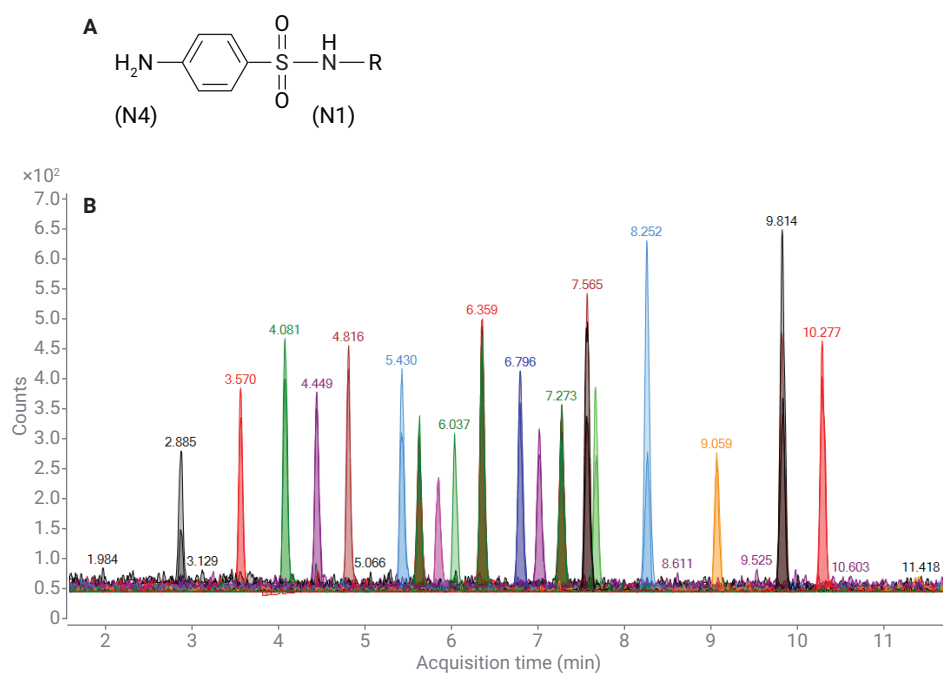 A
O
H
H₂N
S
N
R
O
(N4)
(N1)
×10²
B
7.0
6.5
6.0
5.5
5.0
4.5
4.0
3.5
3.0
2.5
2.0
1.5
1.0
0.5
0
Counts
1.984
2.885
3.129
3.570
4.081
4.449
4.816
5.066
5.430
6.037
6.359
6.796
7.273
7.565
8.252
8.611
9.059
9.525
9.814
10.277
10.603
11.418
2 3 4 5 6 7 8 9 10 11
Acquisition time (min)